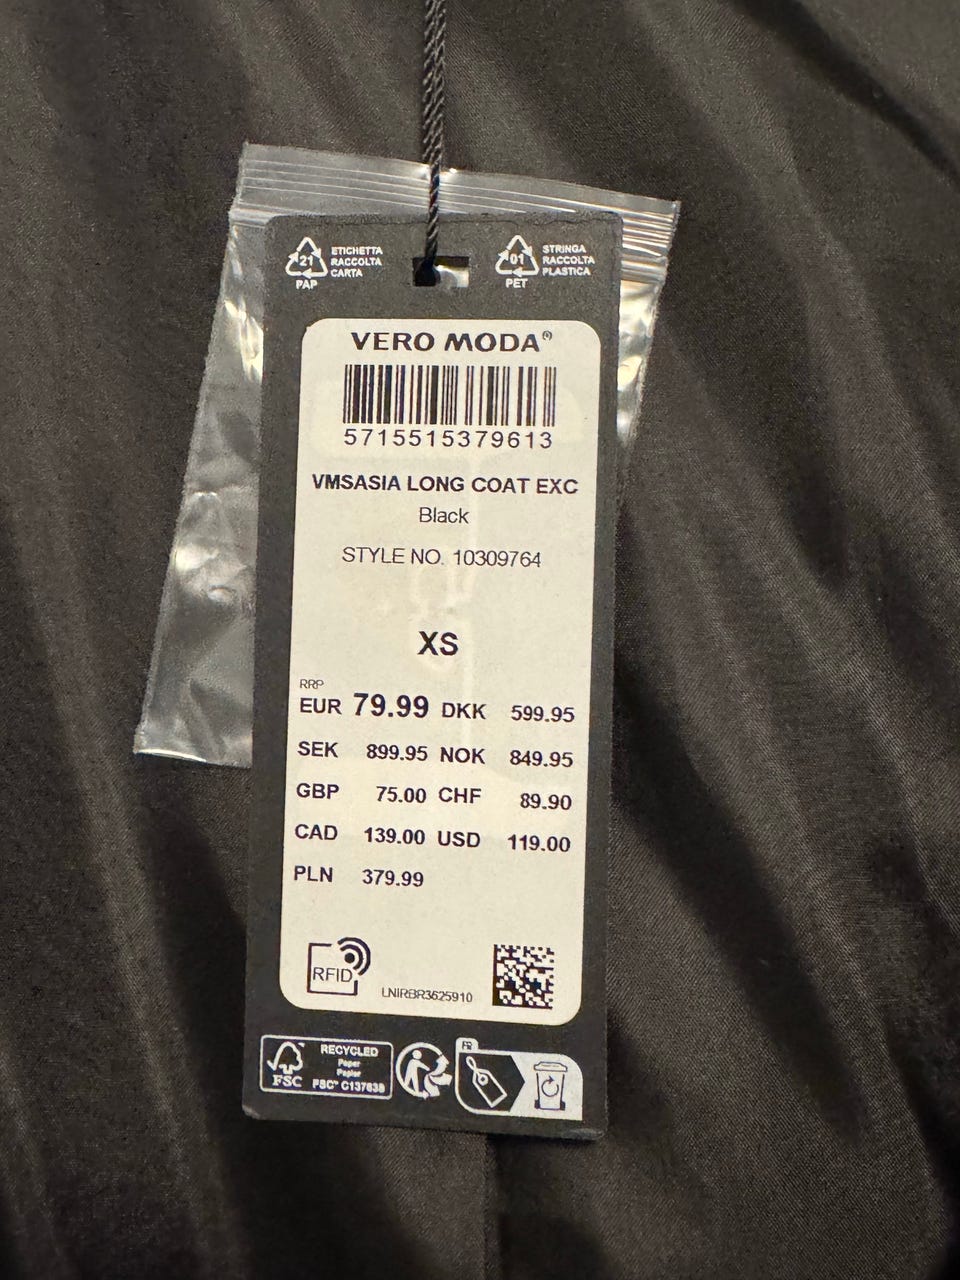 21
PAP
ETICHETTA
RACCOLTA
CARTA
01
PET
STRINGA
RACCOLTA
PLASTICA
VERO MODA®
5715515379613
VMSASIA LONG COAT EXC
Black
STYLE NO. 10309764
XS
RRP
EUR 79.99 DKK 599.95
SEK 899.95 NOK 849.95
GBP 75.00 CHF 89.90
CAD 139.00 USD 119.00
PLN 379.99
RFID
LNIRBR3625910
FSC
RECYCLED
Paper
Papier
FSC® C137638
FR